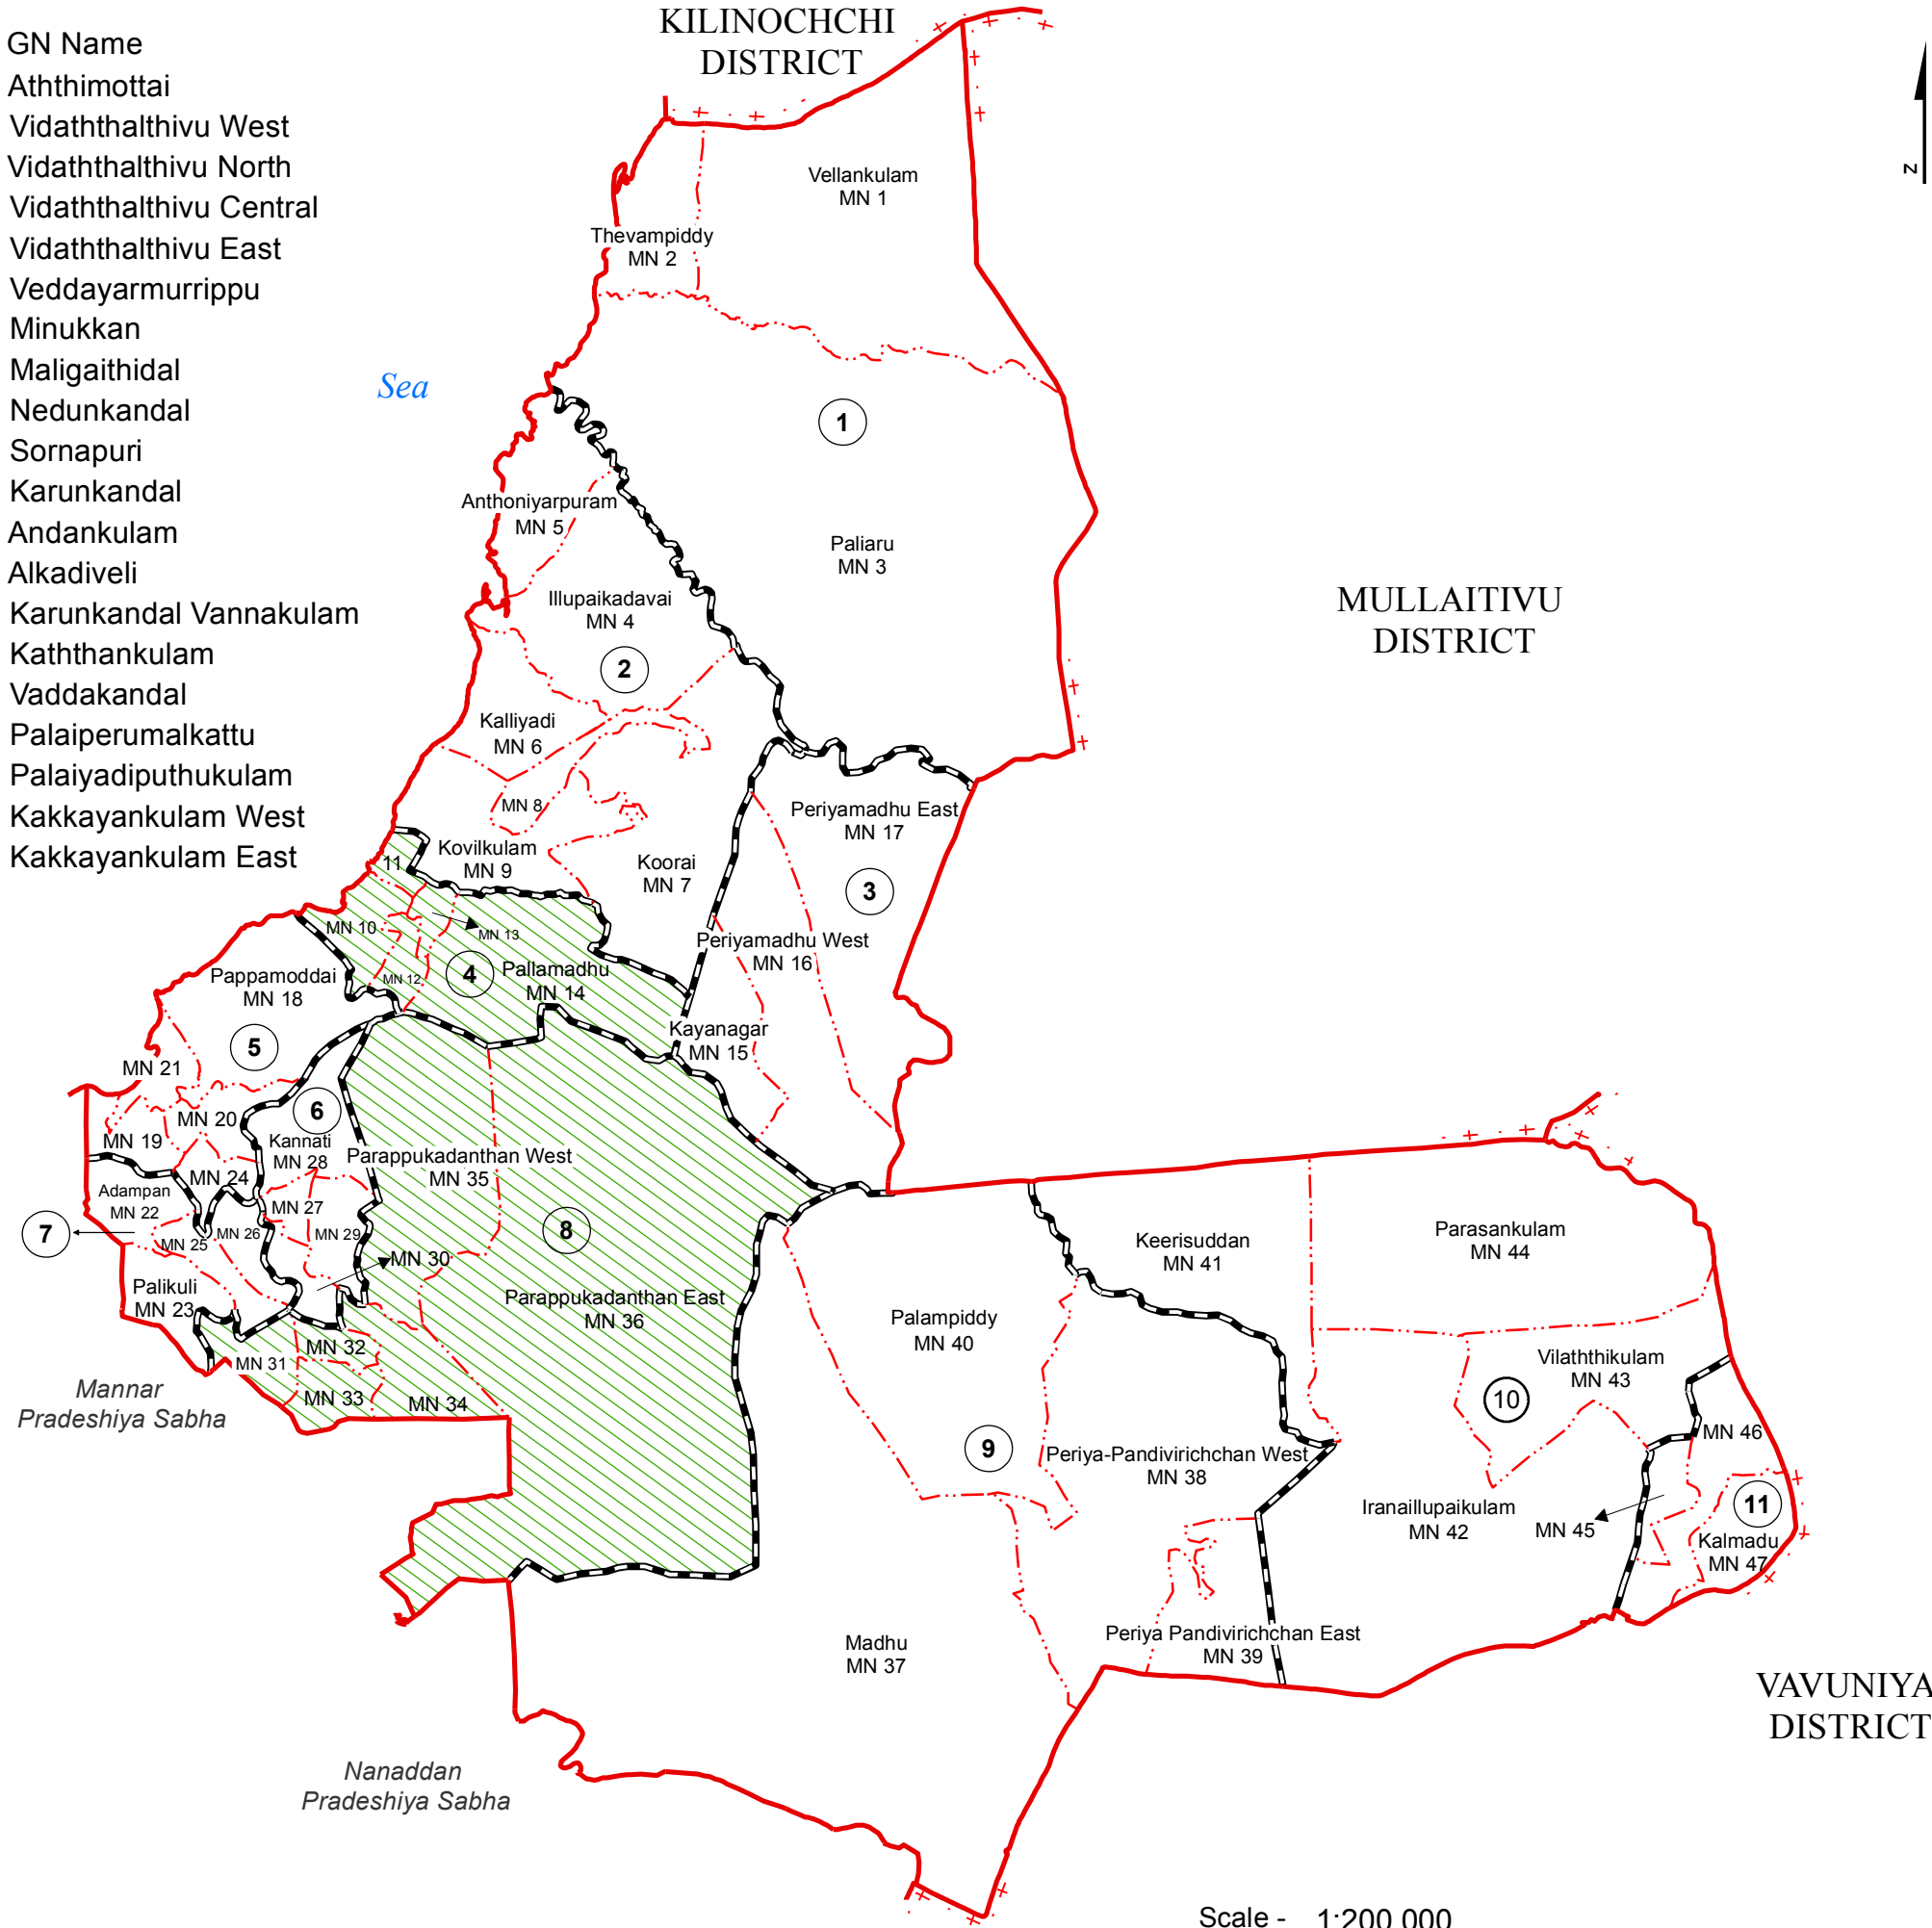 GN Name
Aththimottai
Vidaththalthivu West
Vidaththalthivu North
Vidaththalthivu Central
Vidaththalthivu East
Veddayarmurrippu
Minukkan
Maligaithidal
Nedunkandal
Sornapuri
Karunkandal
Andankulam
Alkadiveli
Karunkandal Vannakulam
Kaththankulam
Vaddakandal
Palaiperumalkattu
Palaiyadiputhukulam
Kakkayankulam West
Kakkayankulam East
KILINOCHCHI
DISTRICT
z
Vellankulam
MN 1
Thevampiddy
MN 2
Sea
1
Anthoniyarpuram
MN 5
Paliaru
MN 3
Illupaikadavai
MN 4
MULLAITIVU
DISTRICT
2
Kalliyadi
MN 6
MN 8
Periyamadhu East
MN 17
Kovilkulam
MN 9
11
Koorai
MN 7
3
MN 10
MN 13
Periyamadhu West
MN 16
MN 12
4
Pallamadhu
MN 14
Pappamoddai
MN 18
Kayanagar
MN 15
5
MN 21
6
MN 20
MN 19
Kannati
MN 28
Parappukadanthan West
MN 35
MN 24
Adampan
MN 22
MN 27
7
MN 25
MN 26
MN 29
8
MN 30
Keerisuddan
MN 41
Parasankulam
MN 44
Palikuli
MN 23
Parappukadanthan East
MN 36
Palampiddy
MN 40
MN 32
MN 31
Vilaththikulam
MN 43
MN 33
MN 34
10
Mannar
Pradeshiya Sabha
9
MN 46
Periya-Pandivirichchan West
MN 38
Iranaillupaikulam
MN 42
MN 45
11
Kalmadu
MN 47
Madhu
MN 37
Periya Pandivirichchan East
MN 39
VAVUNIYA
DISTRICT
Nanaddan
Pradeshiya Sabha
Scale - 1:200,000